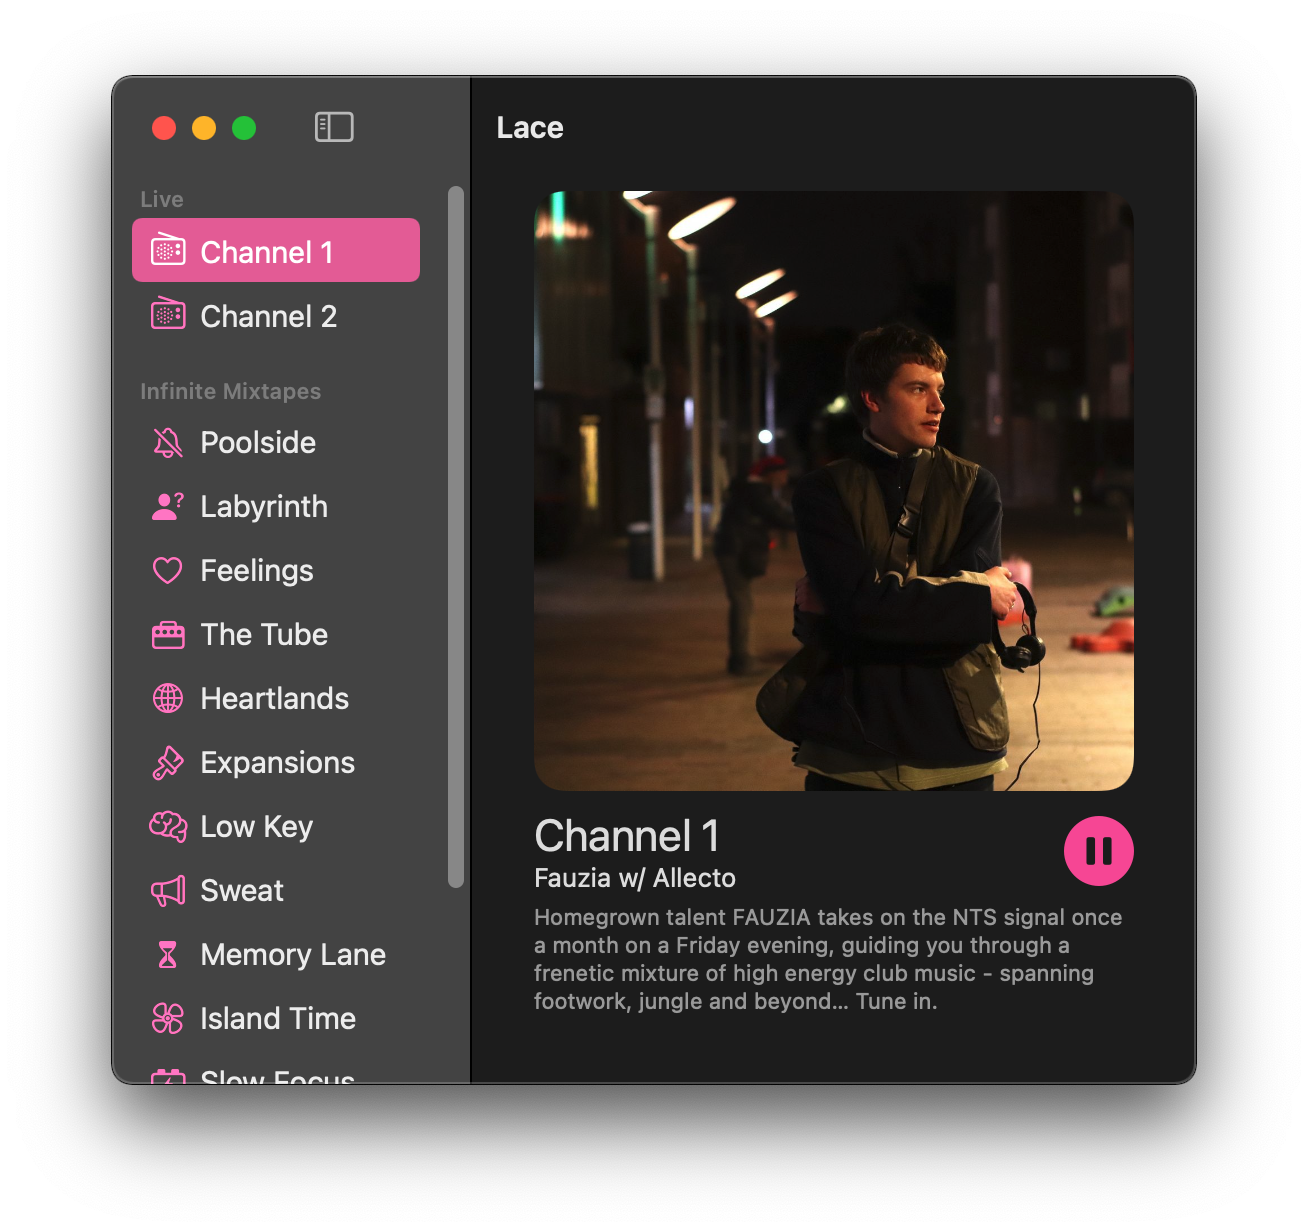 Lace
Live
Channel 1
Channel 2
Infinite Mixtapes
Poolside
Labyrinth
Feelings
The Tube
Heartlands
Expansions
Low Key
Sweat
Memory Lane
Island Time
Slow Focus
Channel 1
Fauzia w/ Allecto
Homegrown talent FAUZIA takes on the NTS signal once
a month on a Friday evening, guiding you through a
frenetic mixture of high energy club music - spanning
footwork, jungle and beyond... Tune in.